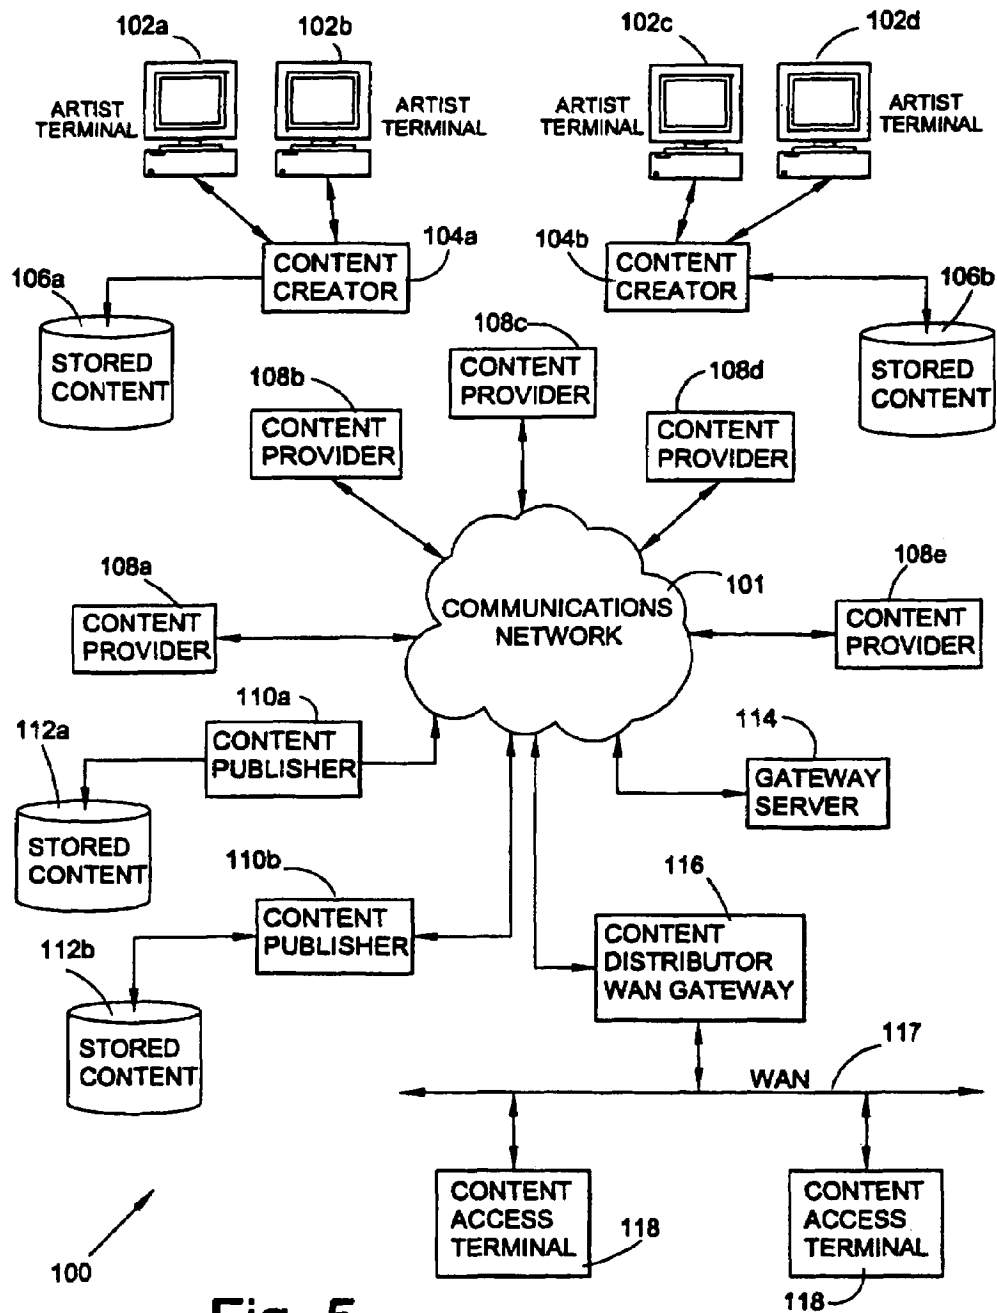 102a
102b
102c
102d
ARTIST
TERMINAL
ARTIST
TERMINAL
ARTIST
TERMINAL
ARTIST
TERMINAL
104a
CONTENT
CREATOR
104b
CONTENT
CREATOR
106a
STORED
CONTENT
106b
STORED
CONTENT
108c
CONTENT
PROVIDER
108b
CONTENT
PROVIDER
108d
CONTENT
PROVIDER
108a
CONTENT
PROVIDER
101
COMMUNICATIONS
NETWORK
108e
CONTENT
PROVIDER
110a
CONTENT
PUBLISHER
112a
STORED
CONTENT
114
GATEWAY
SERVER
110b
CONTENT
PUBLISHER
112b
STORED
CONTENT
116
CONTENT
DISTRIBUTOR
WAN GATEWAY
117
WAN
CONTENT
ACCESS
TERMINAL
118
CONTENT
ACCESS
TERMINAL
118
100
Fig. 5